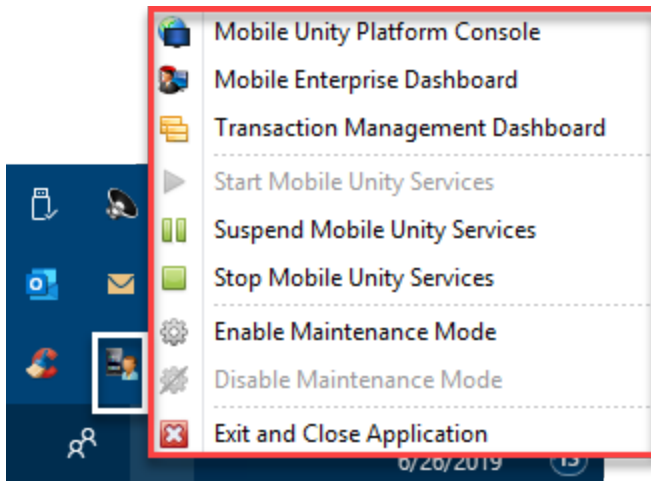 Mobile Unity Platform Console
Mobile Enterprise Dashboard
Transaction Management Dashboard
Start Mobile Unity Services
Suspend Mobile Unity Services
Stop Mobile Unity Services
Enable Maintenance Mode
Disable Maintenance Mode
Exit and Close Application
6/26/2019